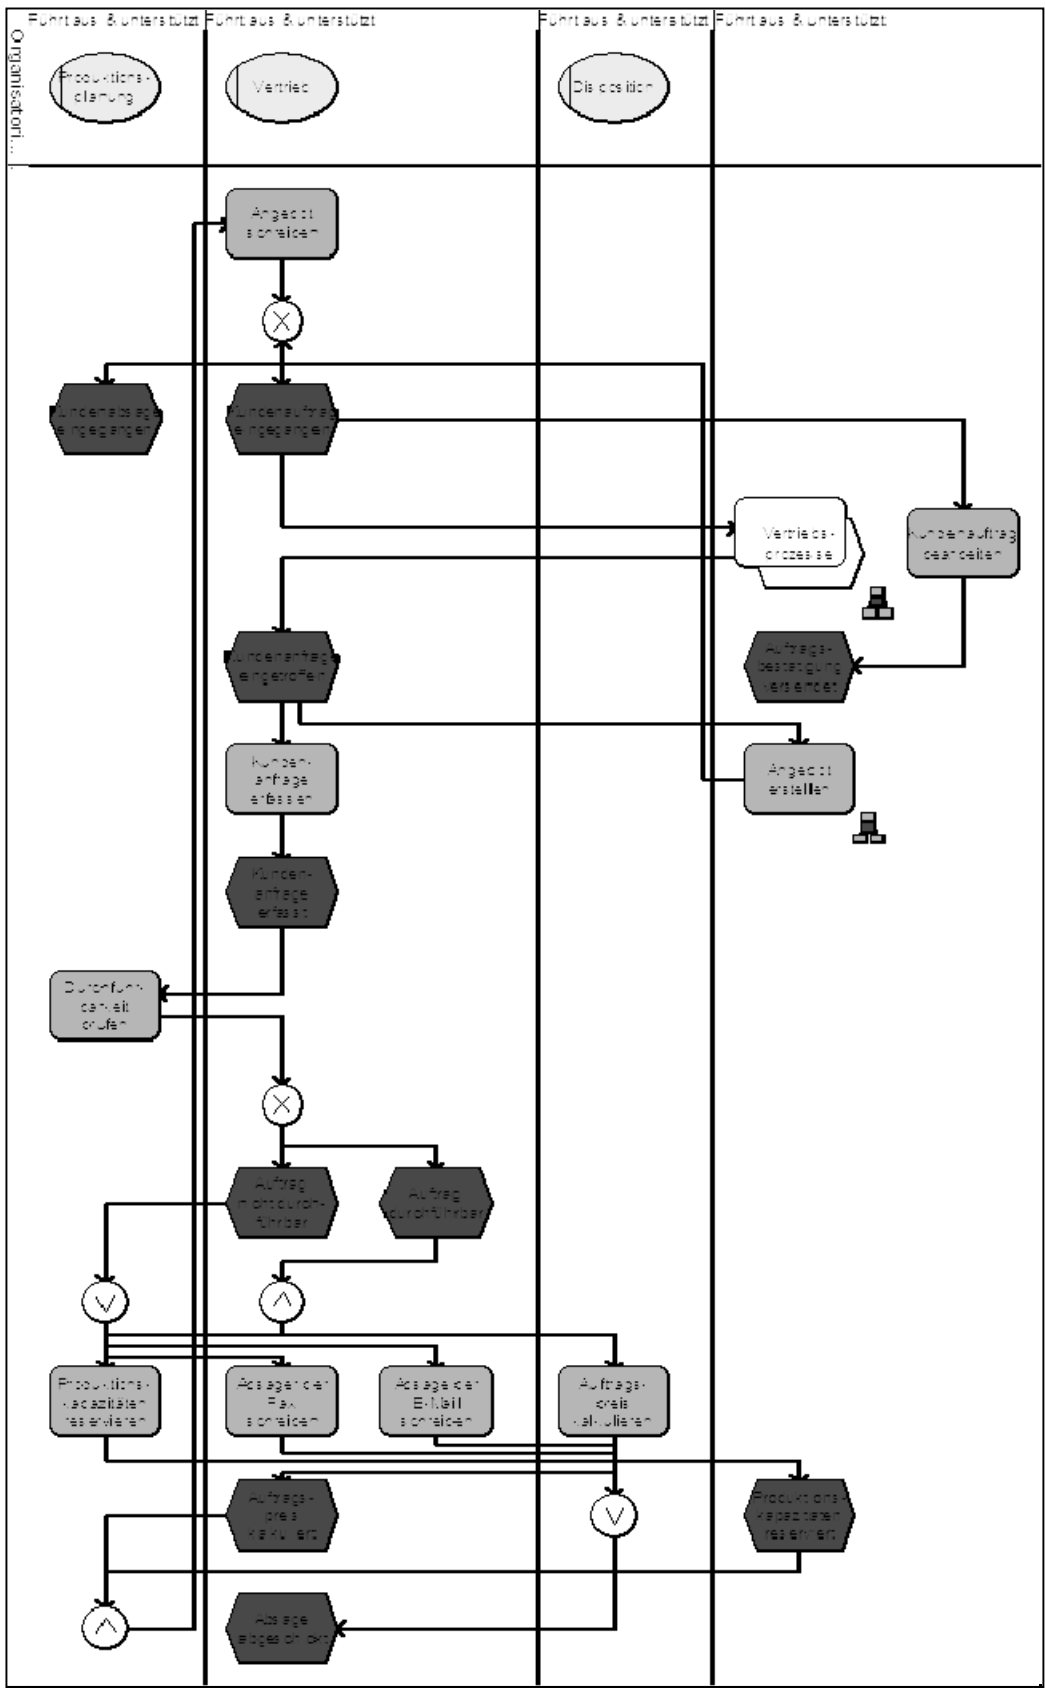 Führt aus & unterstützt
Führt aus & unterstützt
Führt aus & unterstützt
Führt aus & unterstützt
Organisatori...
Produktions-
planung
Vertrieb
Disposition
Angebot
schreiben
Kundenabsage
eingegangen
Kundenauftrag
eingegangen
Vertriebs-
prozesse
Kundenauftrag
bearbeiten
Kundenanfrage
eingetroffen
Auftrags-
bestätigung
versendet
Kunden-
anfrage
erfassen
Angebot
erstellen
Kunden-
anfrage
erfasst
Durchführ-
barkeit
prüfen
Auftrag
nicht durch-
führbar
Auftrag
durchführbar
Produktions-
kapazitäten
reservieren
Absage per
Fax
schreiben
Absage per
E-Mail
schreiben
Auftrags-
preis
kalkulieren
Auftrags-
preis
kalkuliert
Produktions-
kapazitäten
reserviert
Absage
abgeschickt